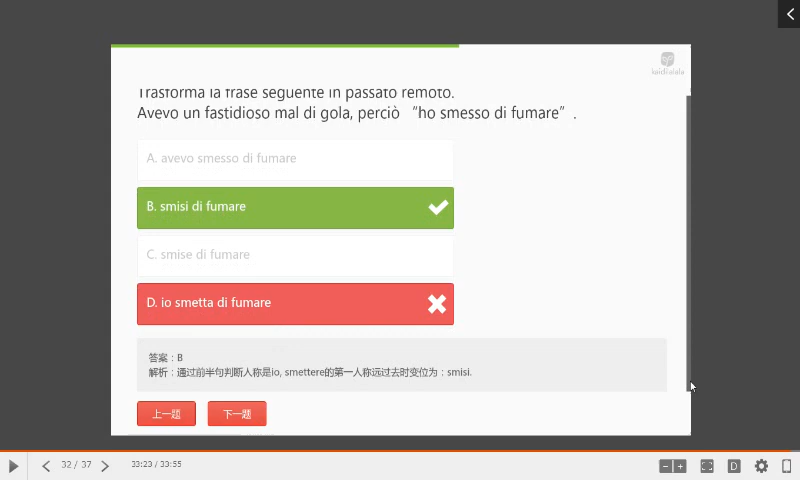 Trasforma la frase seguente in passato remoto.
Avevo un fastidioso mal di gola, perciò “ho smesso di fumare”.
A. avevo smesso di fumare
B. smisi di fumare
C. smise di fumare
D. io smetta di fumare
答案：B
解析：通过前半句判断人称是io, smettere的第一人称远过去时变位为：smisi.
上一题 下一题
32 / 37 33:23 / 33:55
D